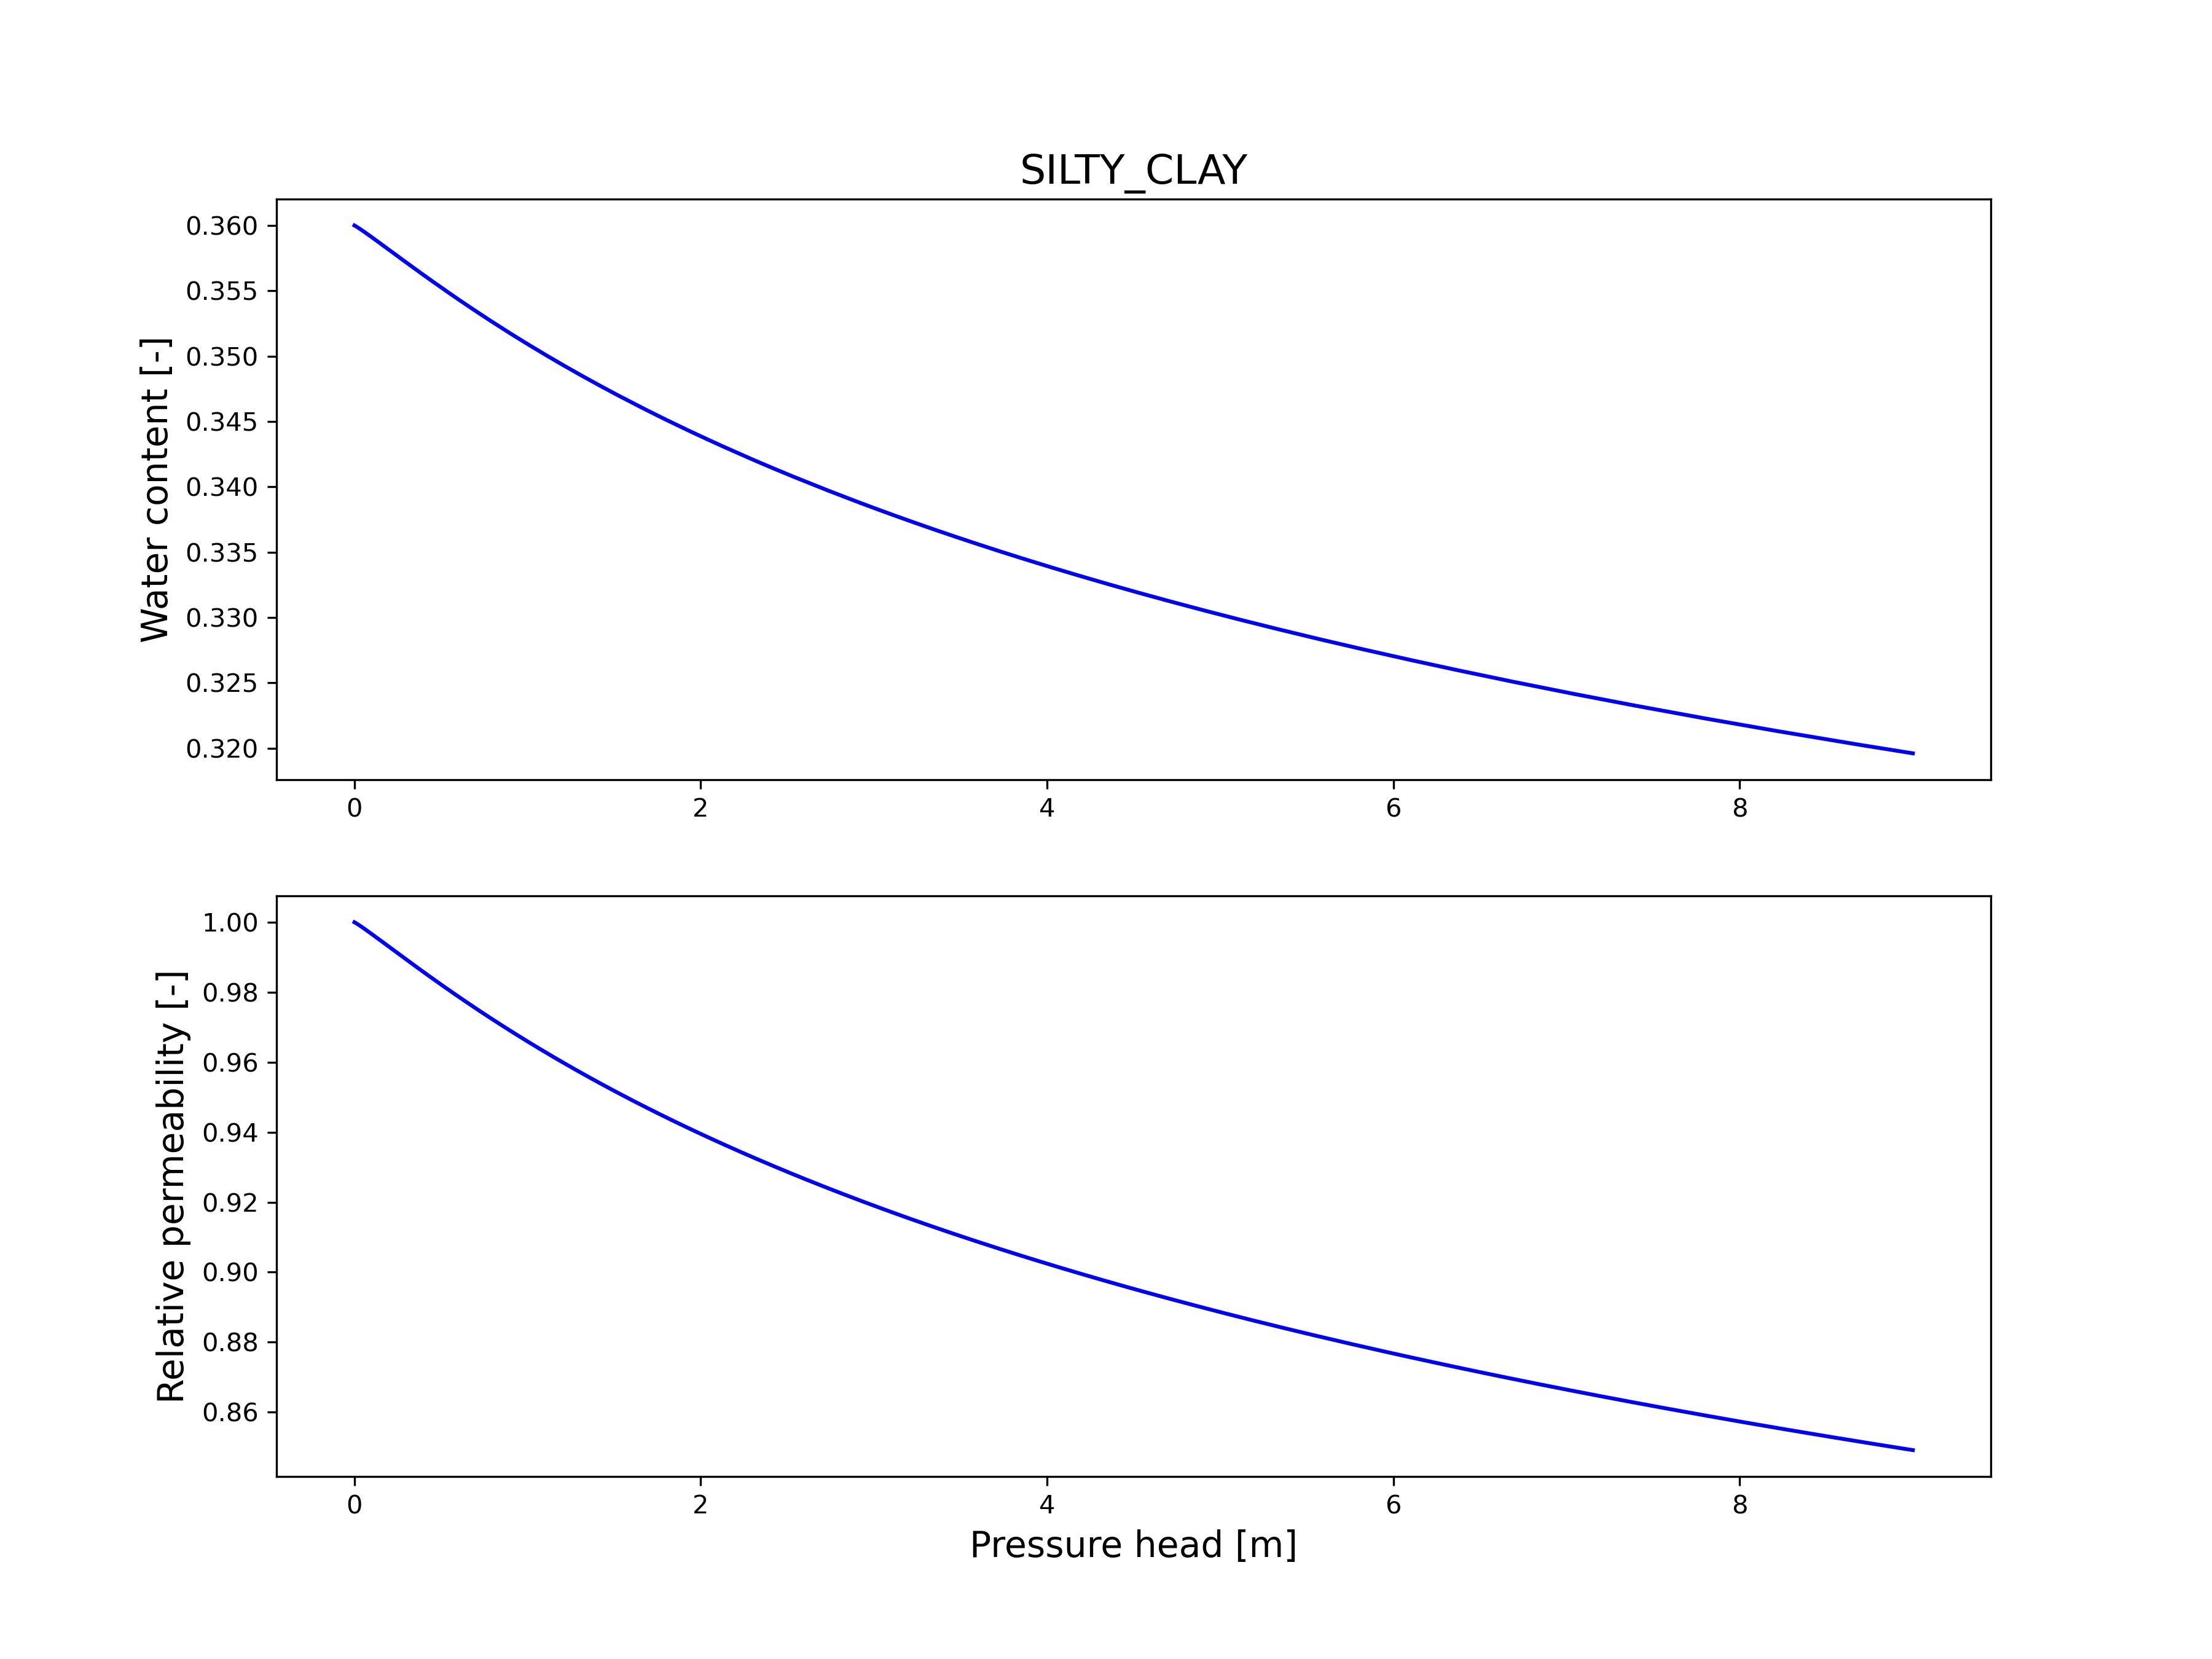 SILTY_CLAY
Water content [-]
0.360
0.355
0.350
0.345
0.340
0.335
0.330
0.325
0.320
0 2 4 6 8
Relative permeability [-]
1.00
0.98
0.96
0.94
0.92
0.90
0.88
0.86
0 2 4 6 8
Pressure head [m]